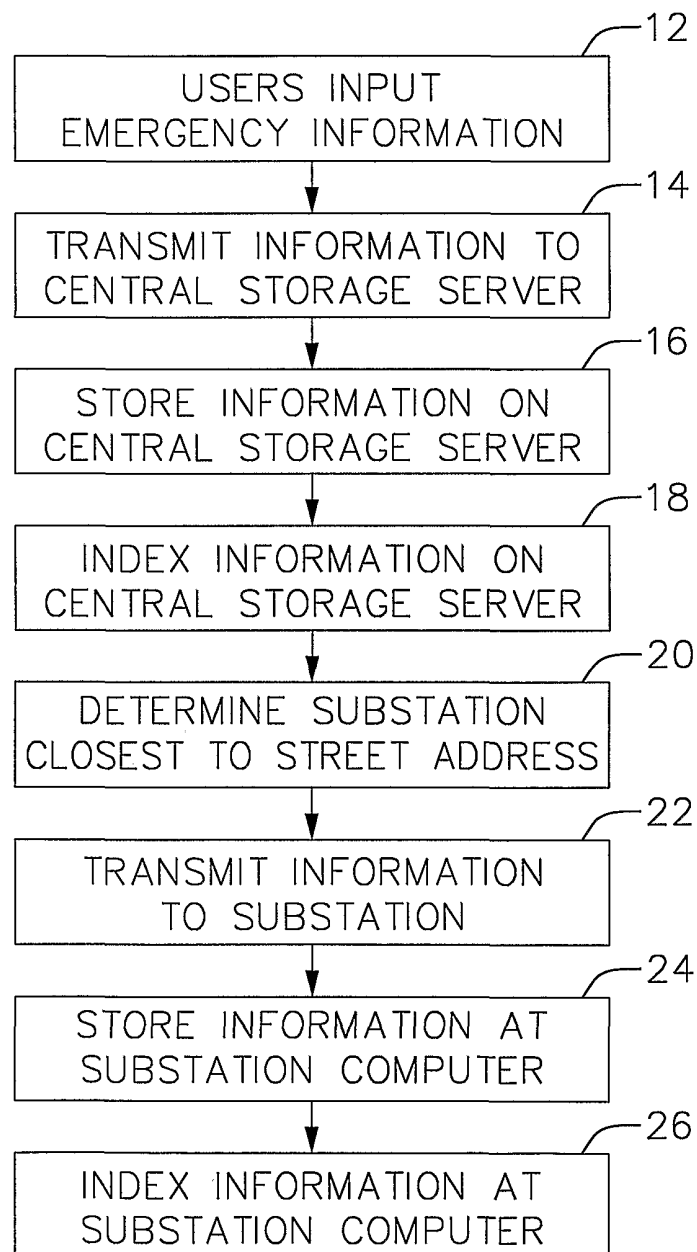 12
USERS INPUT
EMERGENCY INFORMATION
14
TRANSMIT INFORMATION TO
CENTRAL STORAGE SERVER
16
STORE INFORMATION ON
CENTRAL STORAGE SERVER
18
INDEX INFORMATION ON
CENTRAL STORAGE SERVER
20
DETERMINE SUBSTATION
CLOSEST TO STREET ADDRESS
22
TRANSMIT INFORMATION
TO SUBSTATION
24
STORE INFORMATION AT
SUBSTATION COMPUTER
26
INDEX INFORMATION AT
SUBSTATION COMPUTER